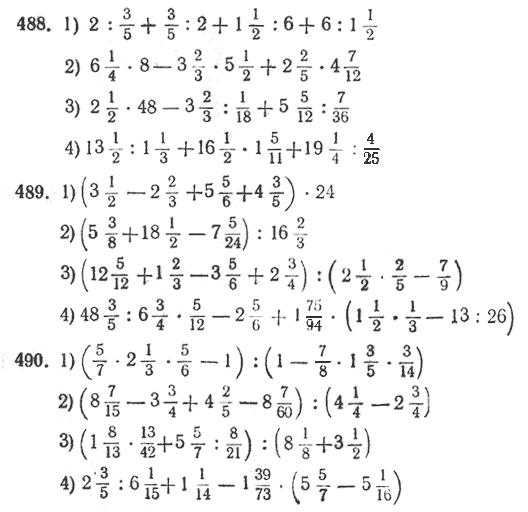 488. 1) 2 : 3/5 + 3/5 : 2 + 1 1/2 : 6 + 6 : 1 1/2
2) 6 1/4 · 8 − 3 2/3 · 5 1/2 + 2 2/5 · 4 7/12
3) 2 1/2 · 48 − 3 2/3 : 1/18 + 5 5/12 : 7/36
4) 13 1/2 : 1 1/3 + 16 1/2 · 1 5/11 + 19 1/4 : 4/25
489. 1) (3 1/2 − 2 2/3 + 5 5/6 + 4 3/5) · 24
2) (5 3/8 + 18 1/2 − 7 5/24) : 16 2/3
3) (12 5/12 + 1 2/3 − 3 5/6 + 2 3/4) : (2 1/2 · 2/5 − 7/9)
4) 48 3/5 : 6 3/4 · 5/12 − 2 5/6 + 1 75/94 · (1 1/2 · 1/3 − 13 : 26)
490. 1) (5/7 · 2 1/3 · 5/6 − 1) : (1 − 7/8 · 1 3/5 · 3/14)
2) (8 7/15 − 3 3/4 + 4 2/5 − 8 7/60) : (4 1/4 − 2 3/4)
3) (1 8/13 · 13/42 + 5 5/7 : 8/21) : (8 1/8 + 3 1/2)
4) 2 3/5 : 6 1/15 + 1 1/14 − 1 39/73 · (5 5/7 − 5 1/16)